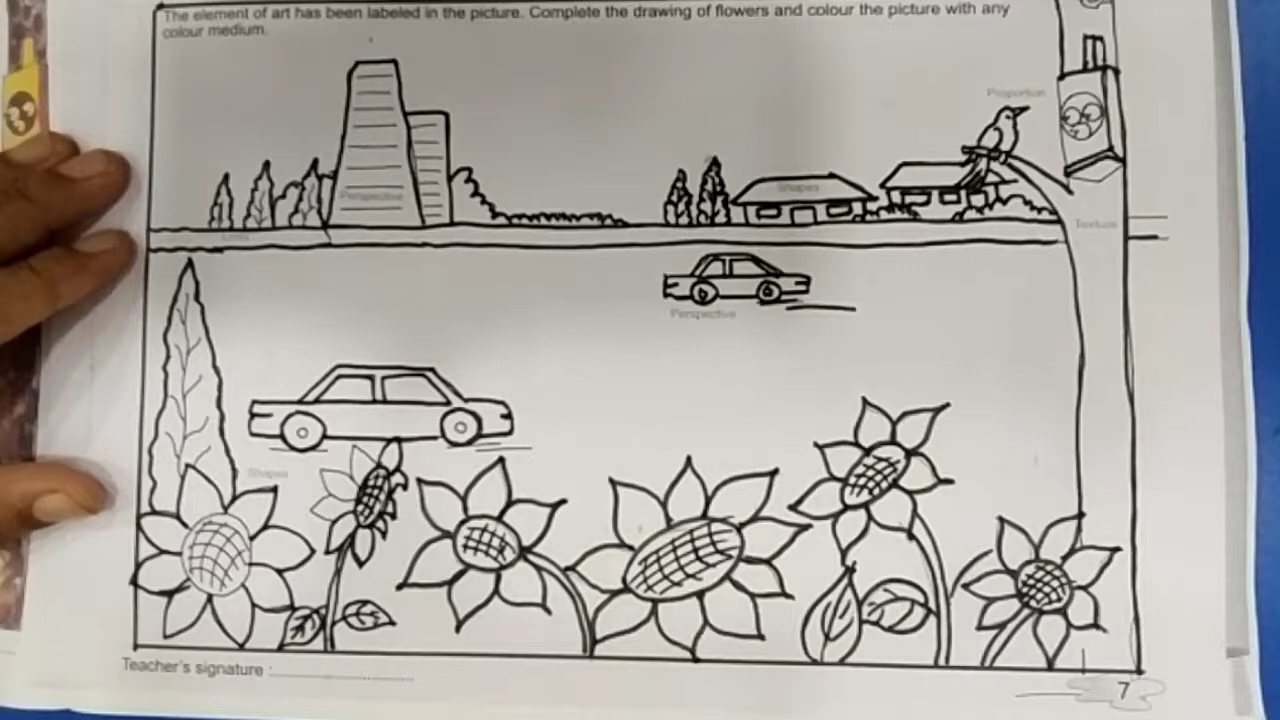 The element of art has been labeled in the picture. Complete the drawing of flowers and colour the picture with any
colour medium.
Proportion
Perspective
Shapes
Texture
Lines
Perspective
Shapes
Teacher's signature :..............................
7